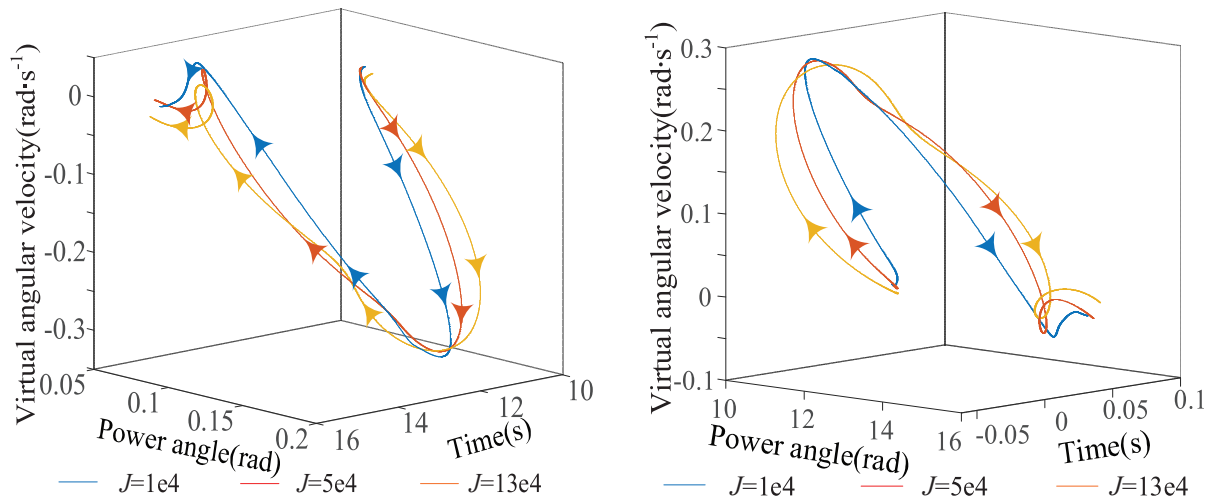 Virtual angular velocity(rad·s⁻¹)
0
-0.1
-0.2
-0.3
0.05
0.1
0.15
0.2
Power angle(rad)
16
14
12
10
Time(s)
J=1e4
J=5e4
J=13e4
Virtual angular velocity(rad·s⁻¹)
0.3
0.2
0.1
0
-0.1
10
12
14
16
Power angle(rad)
-0.05
0
0.05
0.1
Time(s)
J=1e4
J=5e4
J=13e4